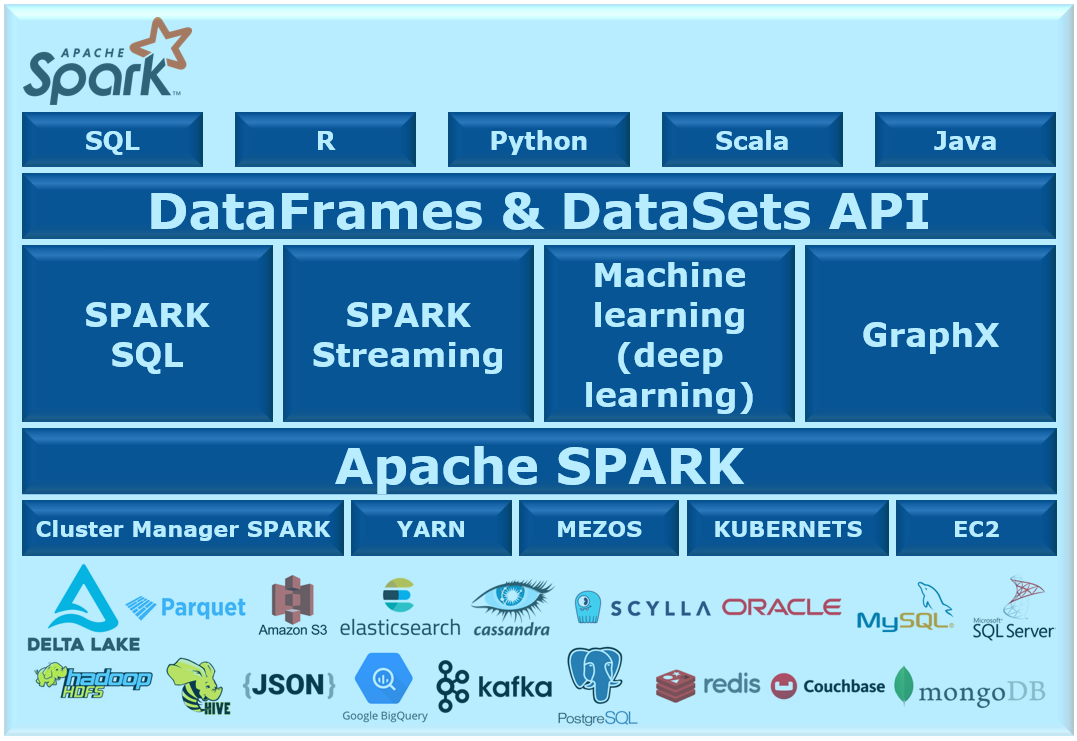 APACHE
Spark™
SQL
R
Python
Scala
Java
DataFrames & DataSets API
SPARK
SQL
SPARK
Streaming
Machine
learning
(deep
learning)
GraphX
Apache SPARK
Cluster Manager SPARK
YARN
MEZOS
KUBERNETS
EC2
DELTA LAKE
Parquet
Amazon S3
elasticsearch
cassandra
SCYLLA
ORACLE
MySQL®
Microsoft®
SQL Server
hadoop
HDFS
HIVE
{JSON}
Google BigQuery
kafka
PostgreSQL
redis
Couchbase
mongoDB